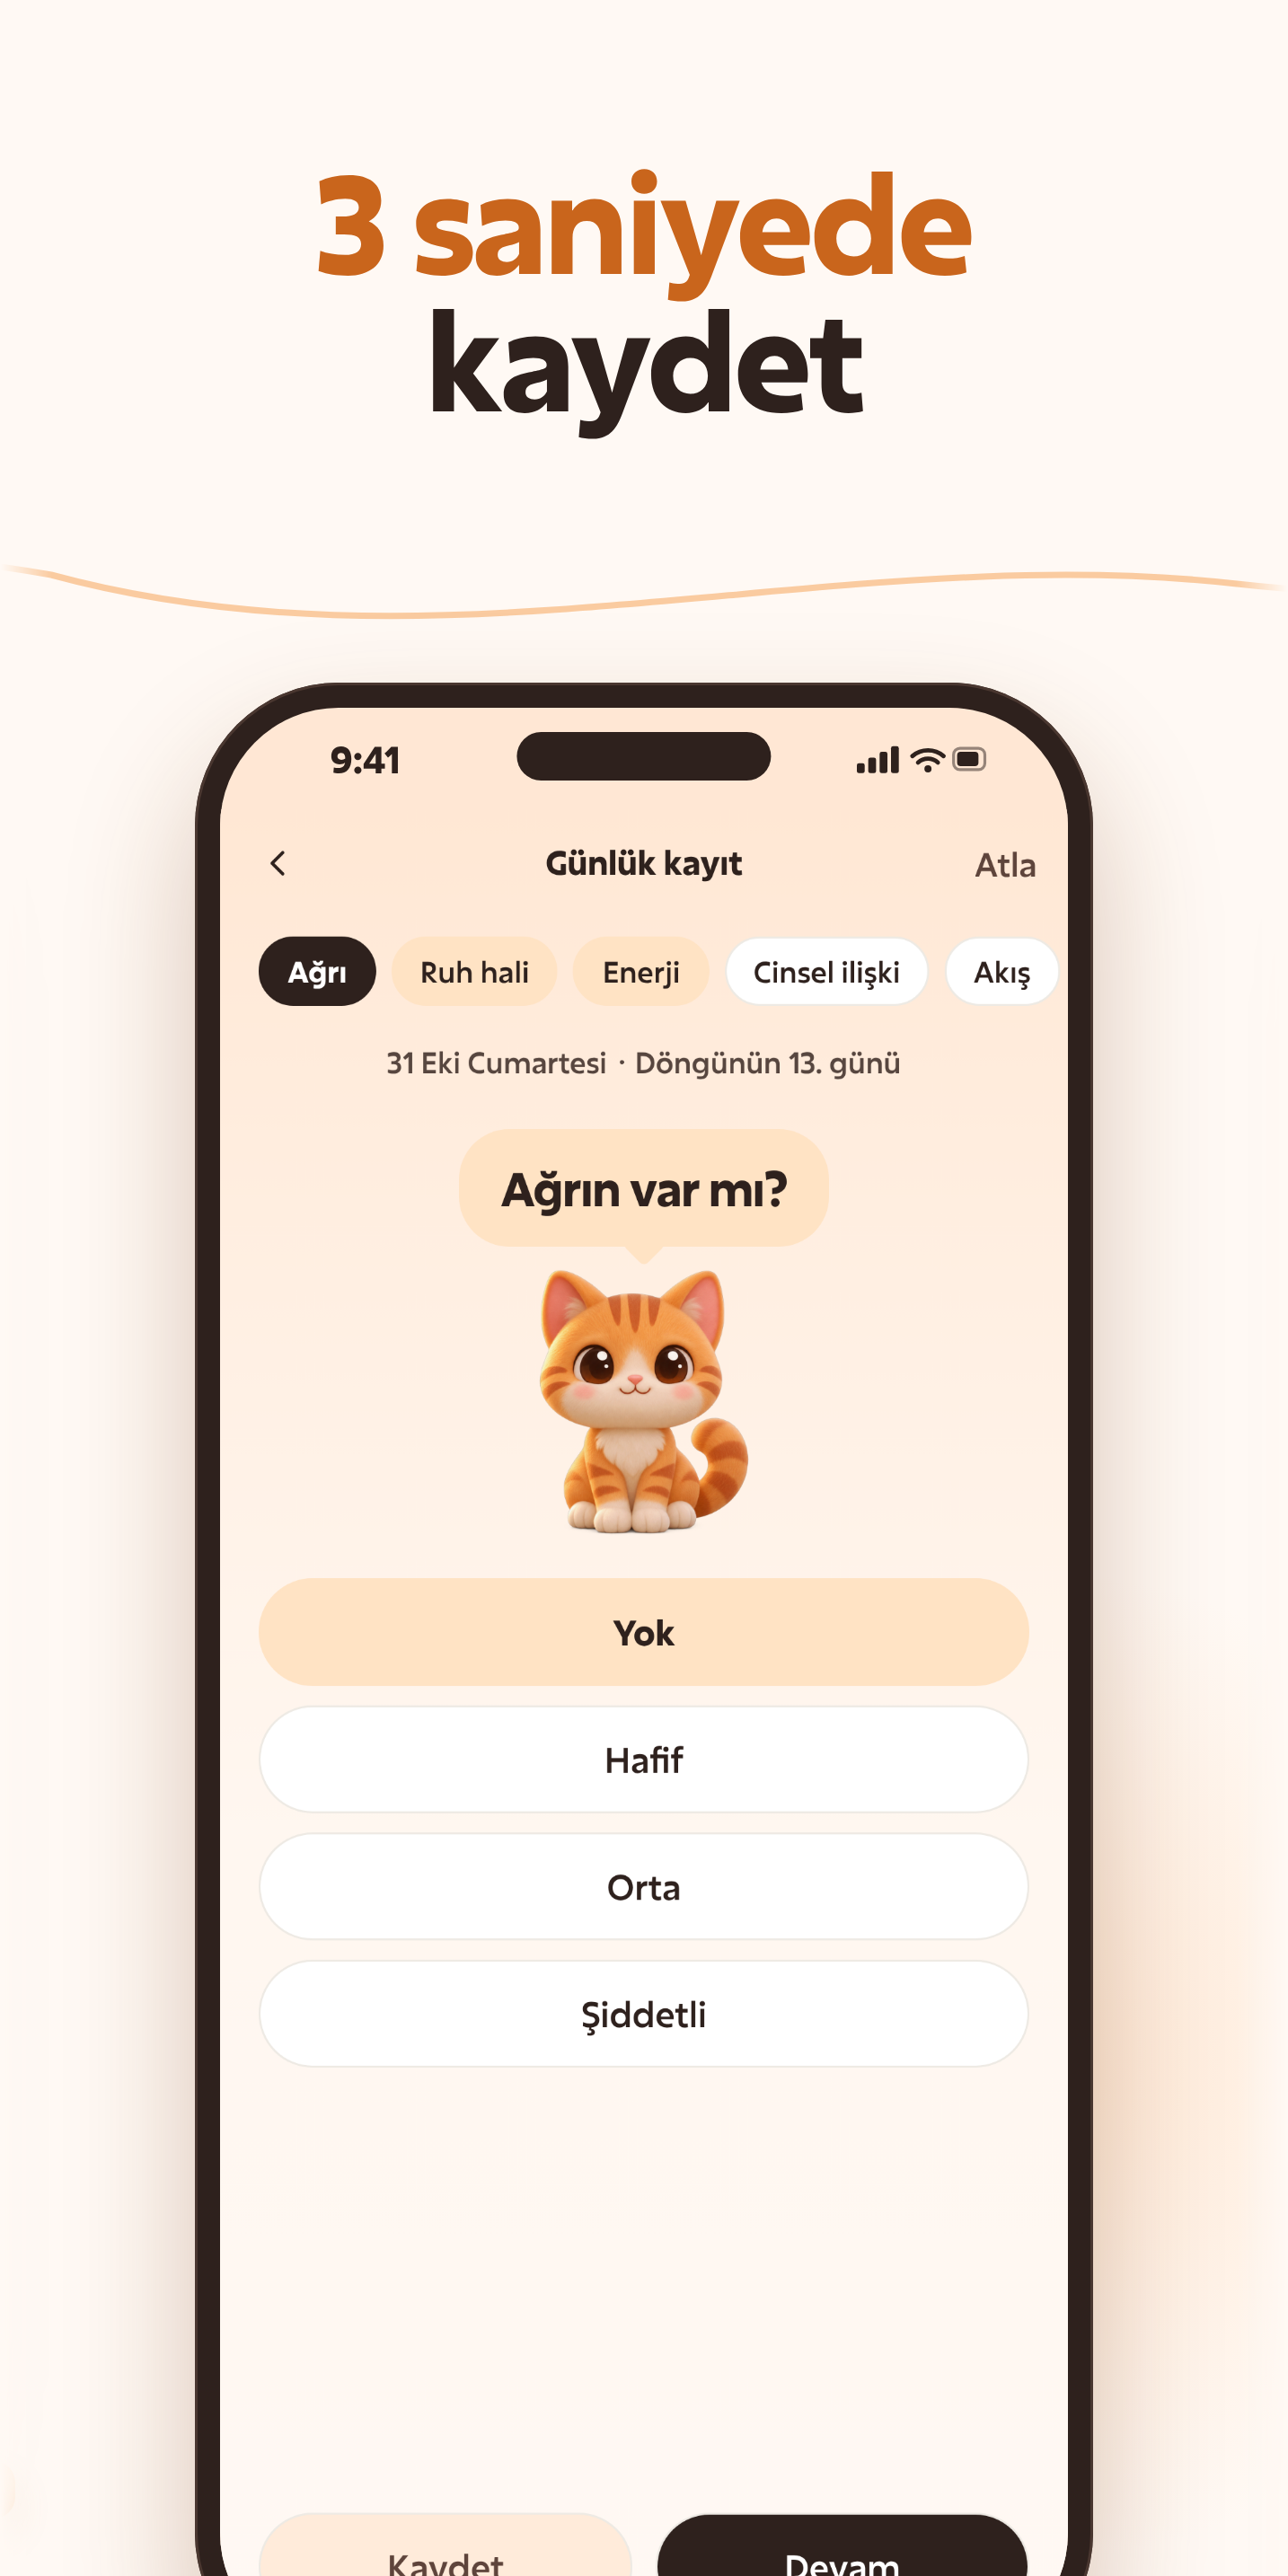 3 saniyede
kaydet
9:41
Günlük kayıt
Atla
Ağrı
Ruh hali
Enerji
Cinsel ilişki
Akış
31 Eki Cumartesi · Döngünün 13. günü
Ağrın var mı?
Yok
Hafif
Orta
Şiddetli
Kaydet
Devam